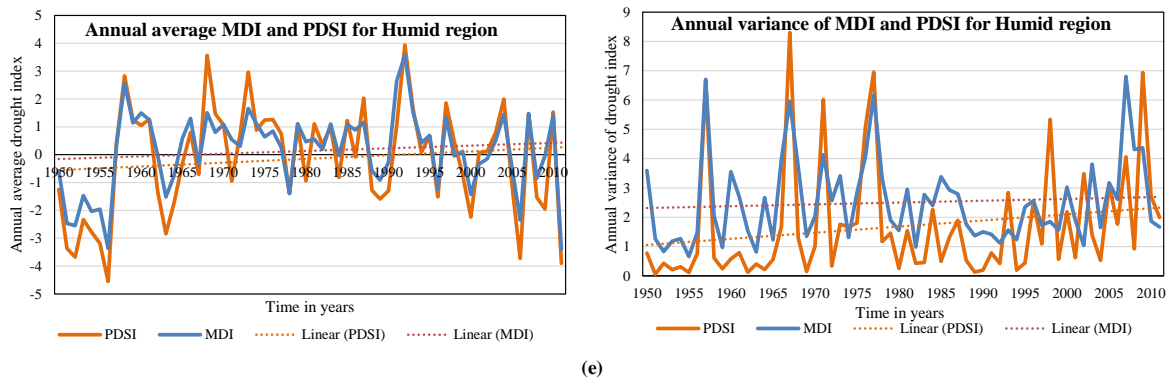 Annual average MDI and PDSI for Humid region
Annual average drought index
5
4
3
2
1
0
-1
-2
-3
-4
-5
1950 1955 1960 1965 1970 1975 1980 1985 1990 1995 2000 2005 2010
Time in years
PDSI MDI Linear (PDSI) Linear (MDI)
Annual variance of MDI and PDSI for Humid region
Annual variance of drought index
9
8
7
6
5
4
3
2
1
0
1950 1955 1960 1965 1970 1975 1980 1985 1990 1995 2000 2005 2010
Time in years
PDSI MDI Linear (PDSI) Linear (MDI)
(e)